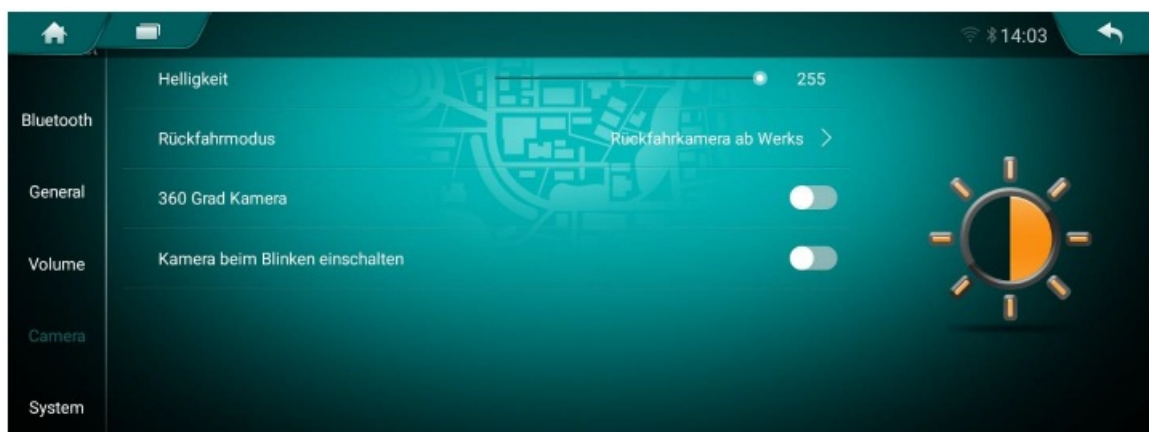 14:03
Helligkeit 255
Bluetooth
Rückfahrmodus Rückfahrkamera ab Werks >
General
360 Grad Kamera
Volume
Kamera beim Blinken einschalten
Camera
System